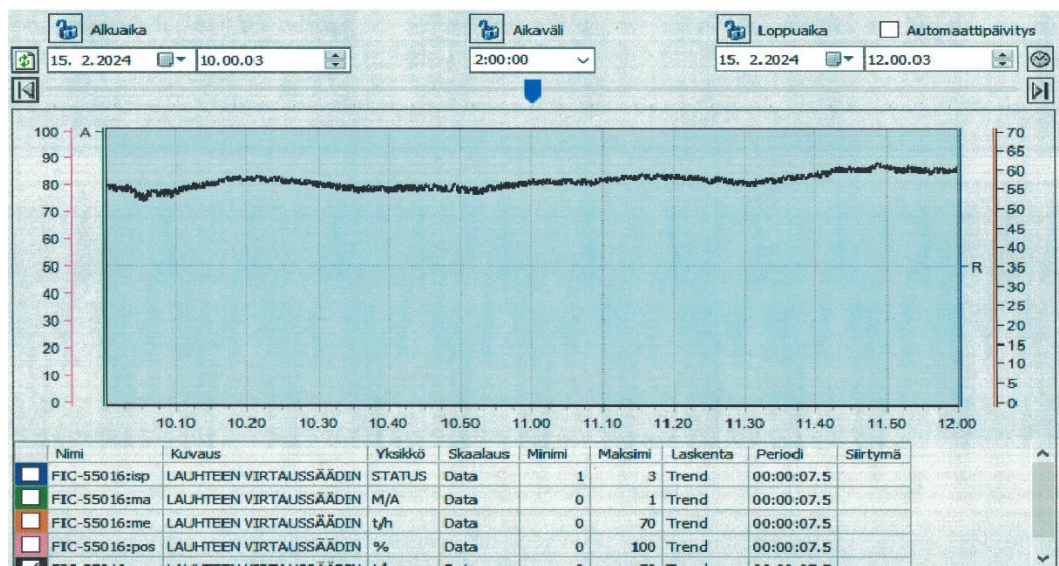 Alkuaika Aikaväli Loppuaika Automaattipäivitys
15. 2.2024 10.00.03 2:00:00 15. 2.2024 12.00.03
100 A 70
90 65
80 60
70 55
60 50
50 45
40 40
30 R 35
20 30
10 25
0 20
15
10
5
0
10.10 10.20 10.30 10.40 10.50 11.00 11.10 11.20 11.30 11.40 11.50 12.00
Nimi Kuvaus Yksikkö Skaalaus Minimi Maksimi Laskenta Periodi Siirtymä
FIC-55016:isp LAUHTEEN VIRTAUSSÄÄDIN STATUS Data 1 3 Trend 00:00:07.5
FIC-55016:ma LAUHTEEN VIRTAUSSÄÄDIN M/A Data 0 1 Trend 00:00:07.5
FIC-55016:me LAUHTEEN VIRTAUSSÄÄDIN t/h Data 0 70 Trend 00:00:07.5
FIC-55016:pos LAUHTEEN VIRTAUSSÄÄDIN % Data 0 100 Trend 00:00:07.5